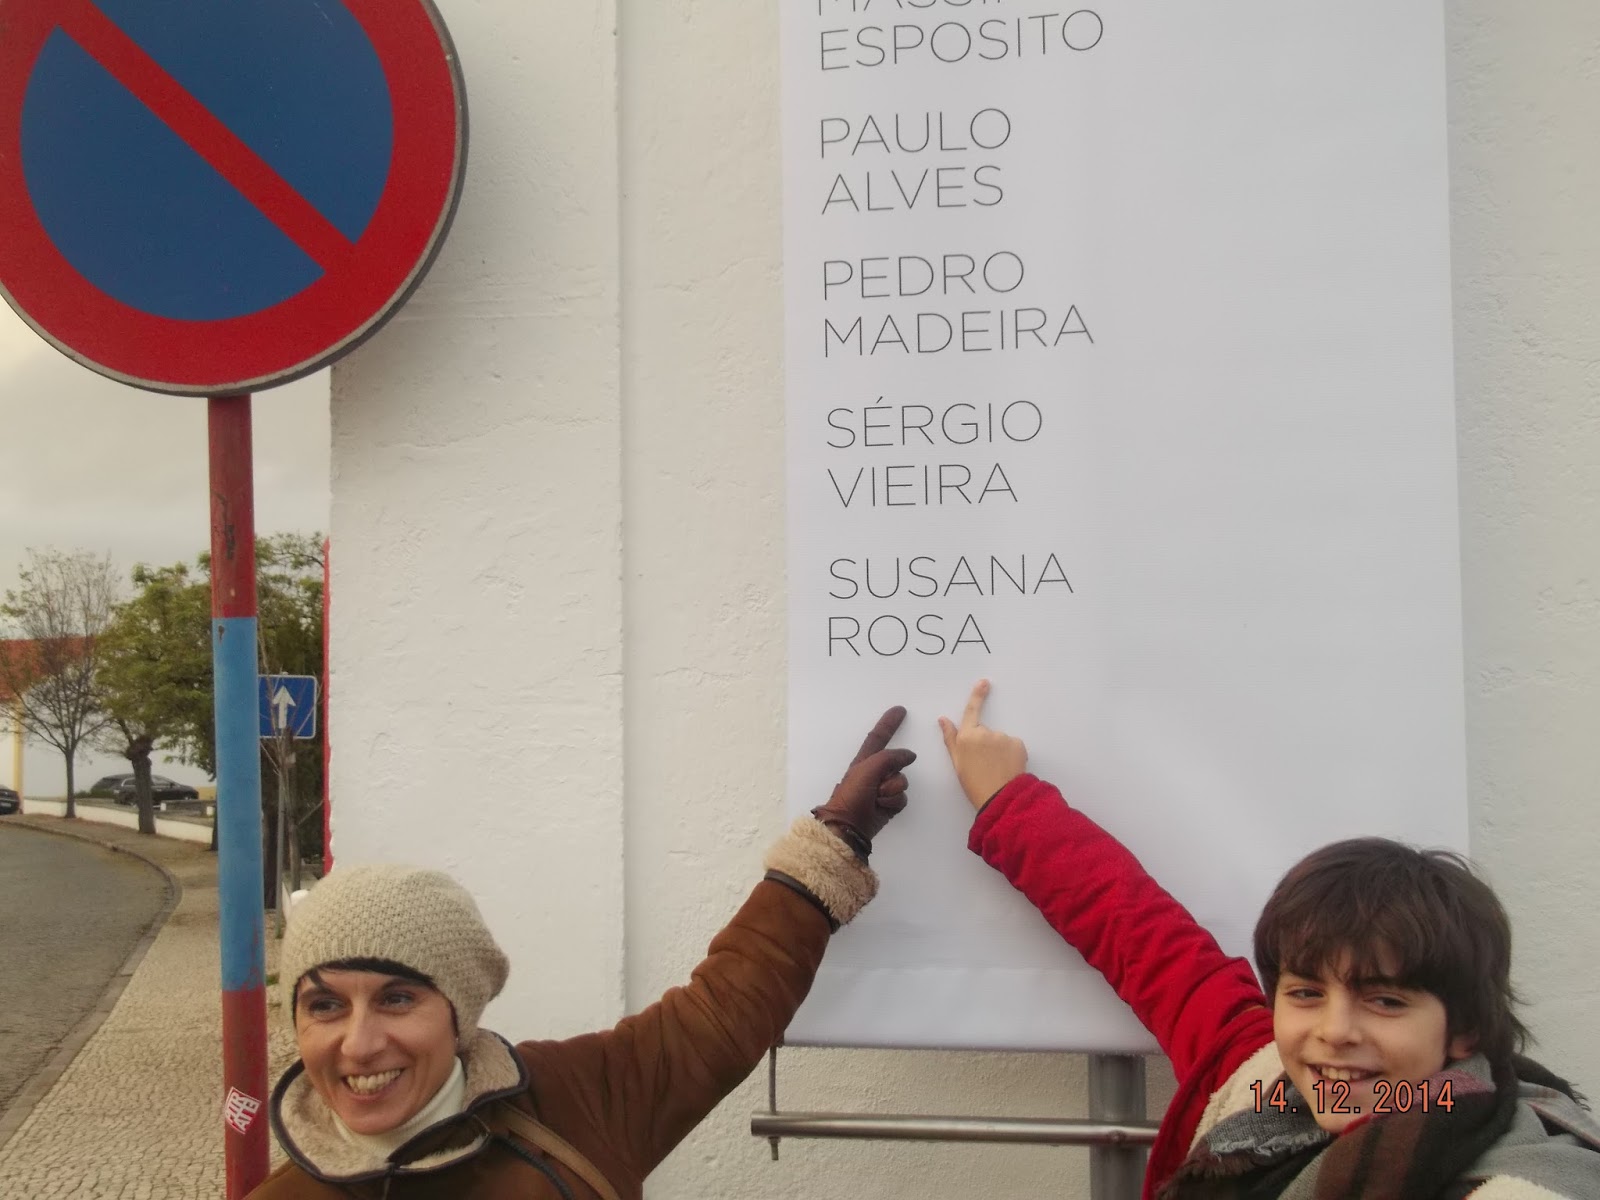 ESPOSITO
PAULO
ALVES
PEDRO
MADEIRA
SÉRGIO
VIEIRA
SUSANA
ROSA
14. 12. 2014